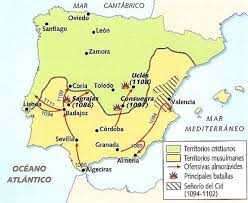 MAR
CANTÁBRICO
Oviedo
Santiago
León
Zamora
Coria
Toledo
Uclés
(1108)
Lisboa
1094
Sagrajas
(1086)
Badajoz
Consuegra
(1097)
Valencia
Sevilla
Córdoba
Granada
Almería
Algeciras
MAR
MEDITERRÁNEO
OCÉANO
ATLÁNTICO
Territorios cristianos
Territorios musulmanes
Ofensivas almorávides
Principales batallas
Señorío del Cid
(1094-1102)